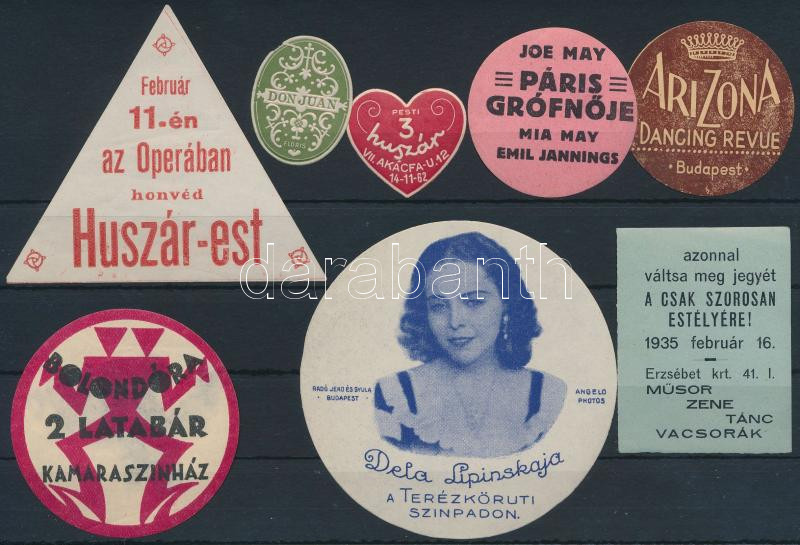 Február
11.-én
az Operában
honvéd
Huszár-est
DON JUAN
FLORIS
PESTI
3
huszár
VII. AKÁCFA-U. 12
14-11-62
JOE MAY
PÁRIS
GRÓFNŐJE
MIA MAY
EMIL JANNINGS
ARIZONA
DANCING REVUE
· Budapest ·
darabanth
BOLONDÓRA
2 LATABÁR
KAMARASZINHÁZ
RADÓ JENŐ ÉS GYULA
· BUDAPEST ·
ANGELO
PHOTOS
Dela Lipinskaja
A TERÉZKÖRUTI
SZINPADON.
azonnal
váltsa meg jegyét
A CSAK SZOROSAN
ESTÉLYÉRE!
1935 február 16.
Erzsébet krt. 41. I.
MŰSOR
ZENE
TÁNC
VACSORÁK